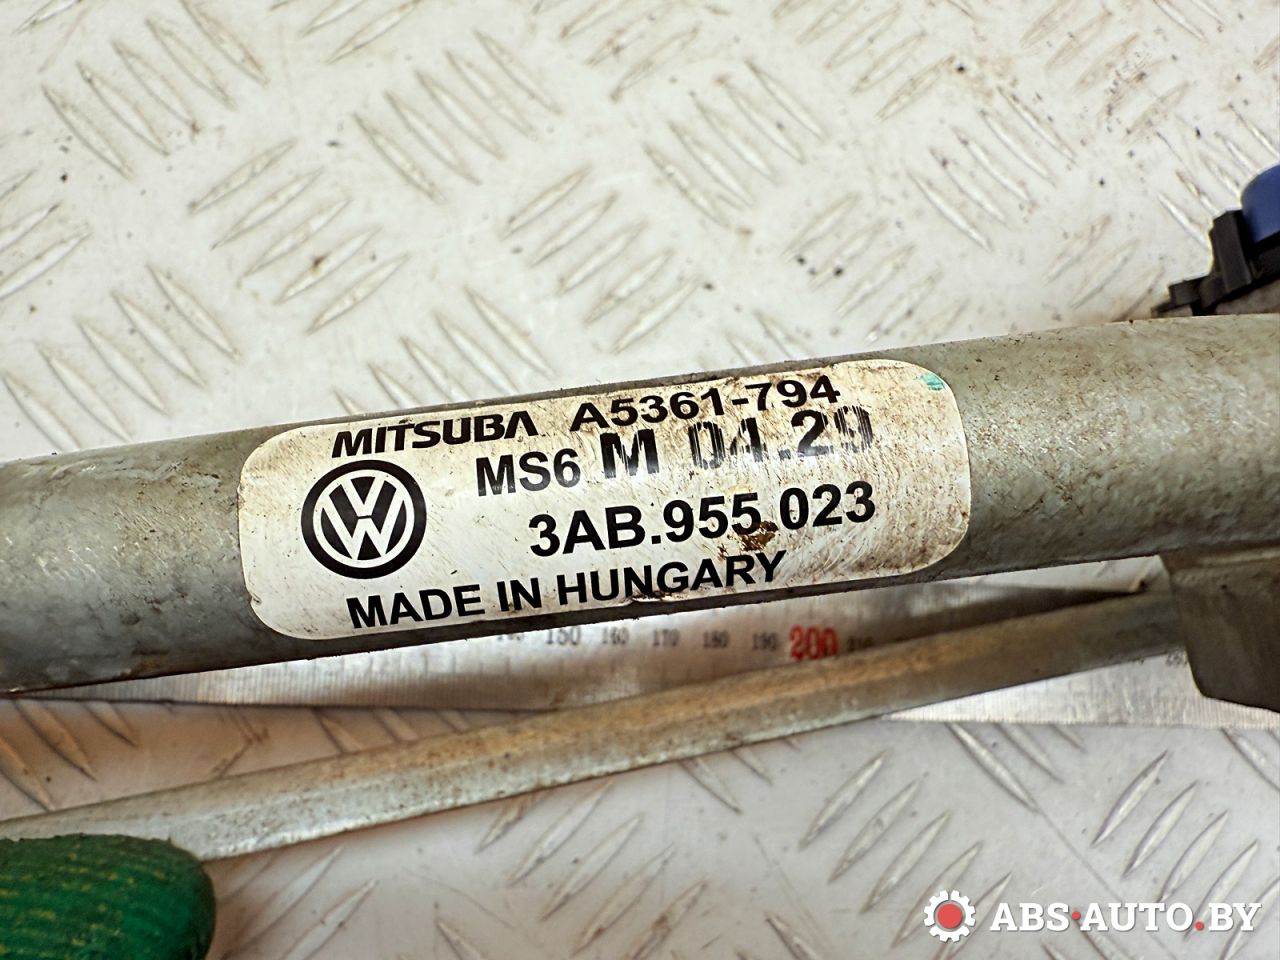 MITSUBA A5361-794
MS6 M 04.29
3AB.955.023
MADE IN HUNGARY
150 160 170 180 190 200 210
ABS·AUTO.BY